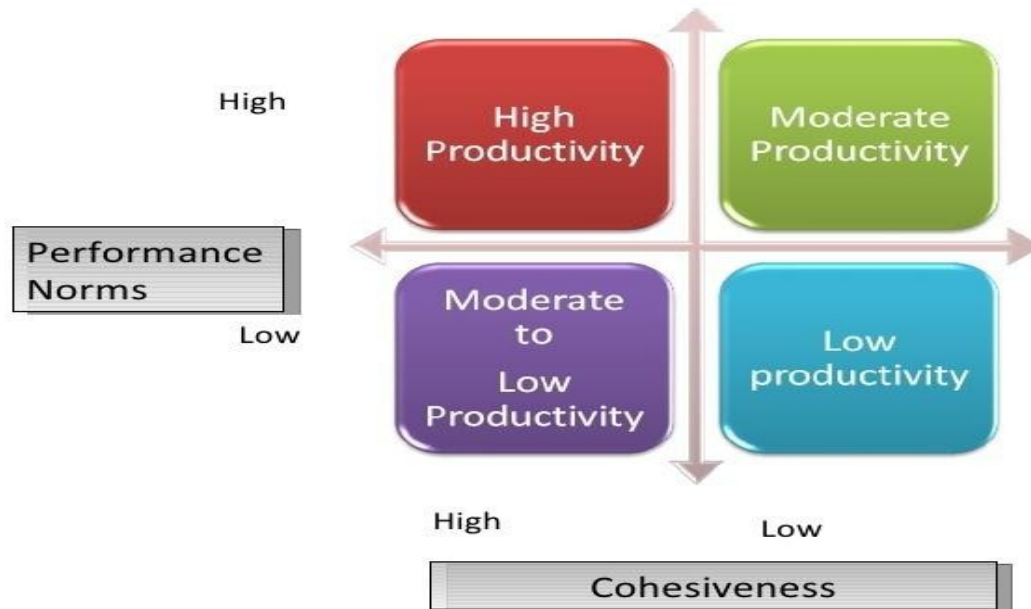 High
High
Productivity
Moderate
Productivity
Performance
Norms
Low
Moderate
to
Low
Productivity
Low
productivity
High
Low
Cohesiveness